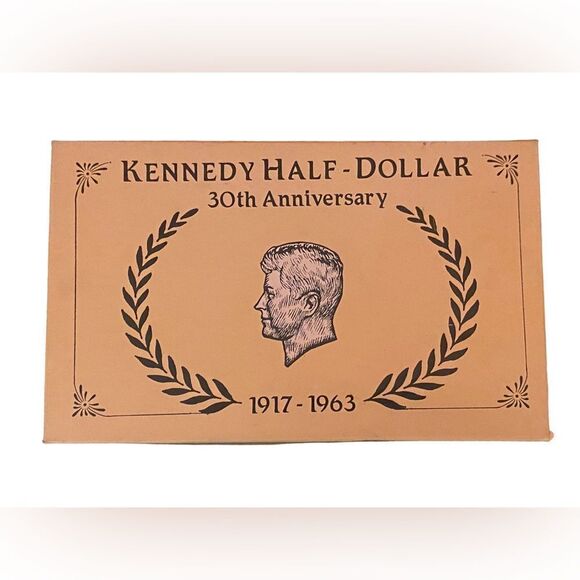 KENNEDY HALF-DOLLAR
30th Anniversary
1917-1963